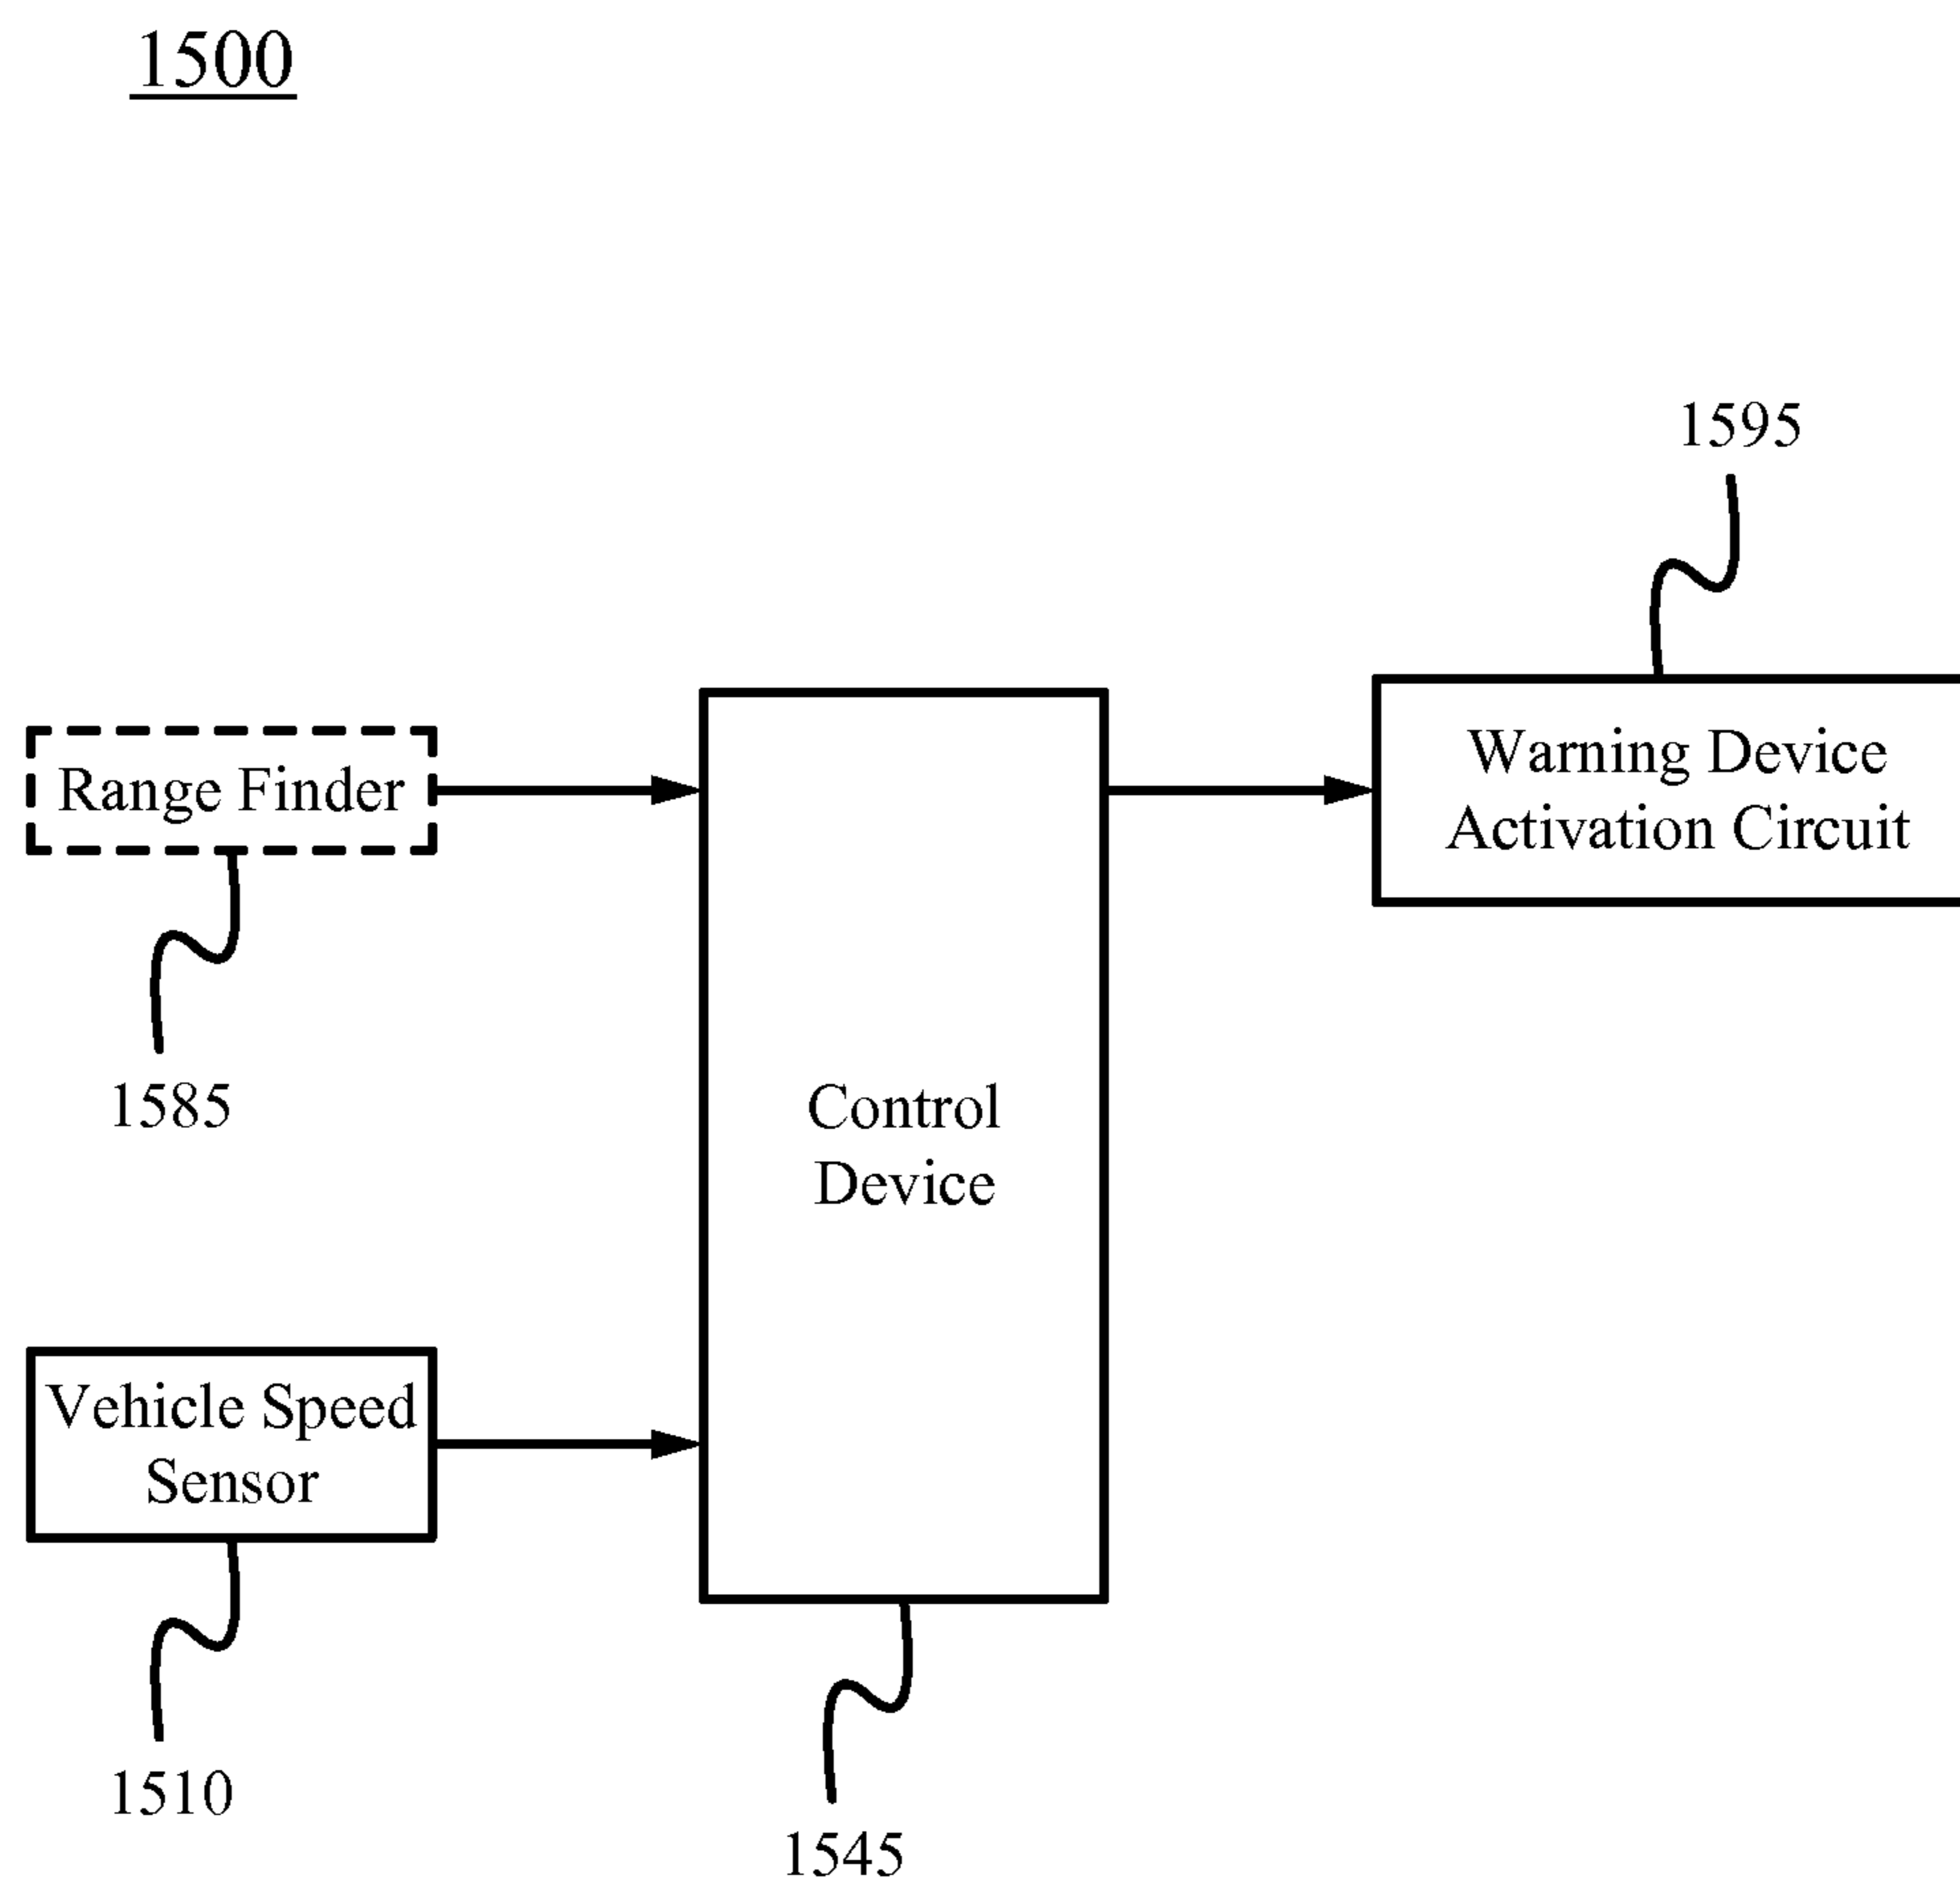 1500
1595
Warning Device
Activation Circuit
Range Finder
1585
Control
Device
Vehicle Speed
Sensor
1510
1545